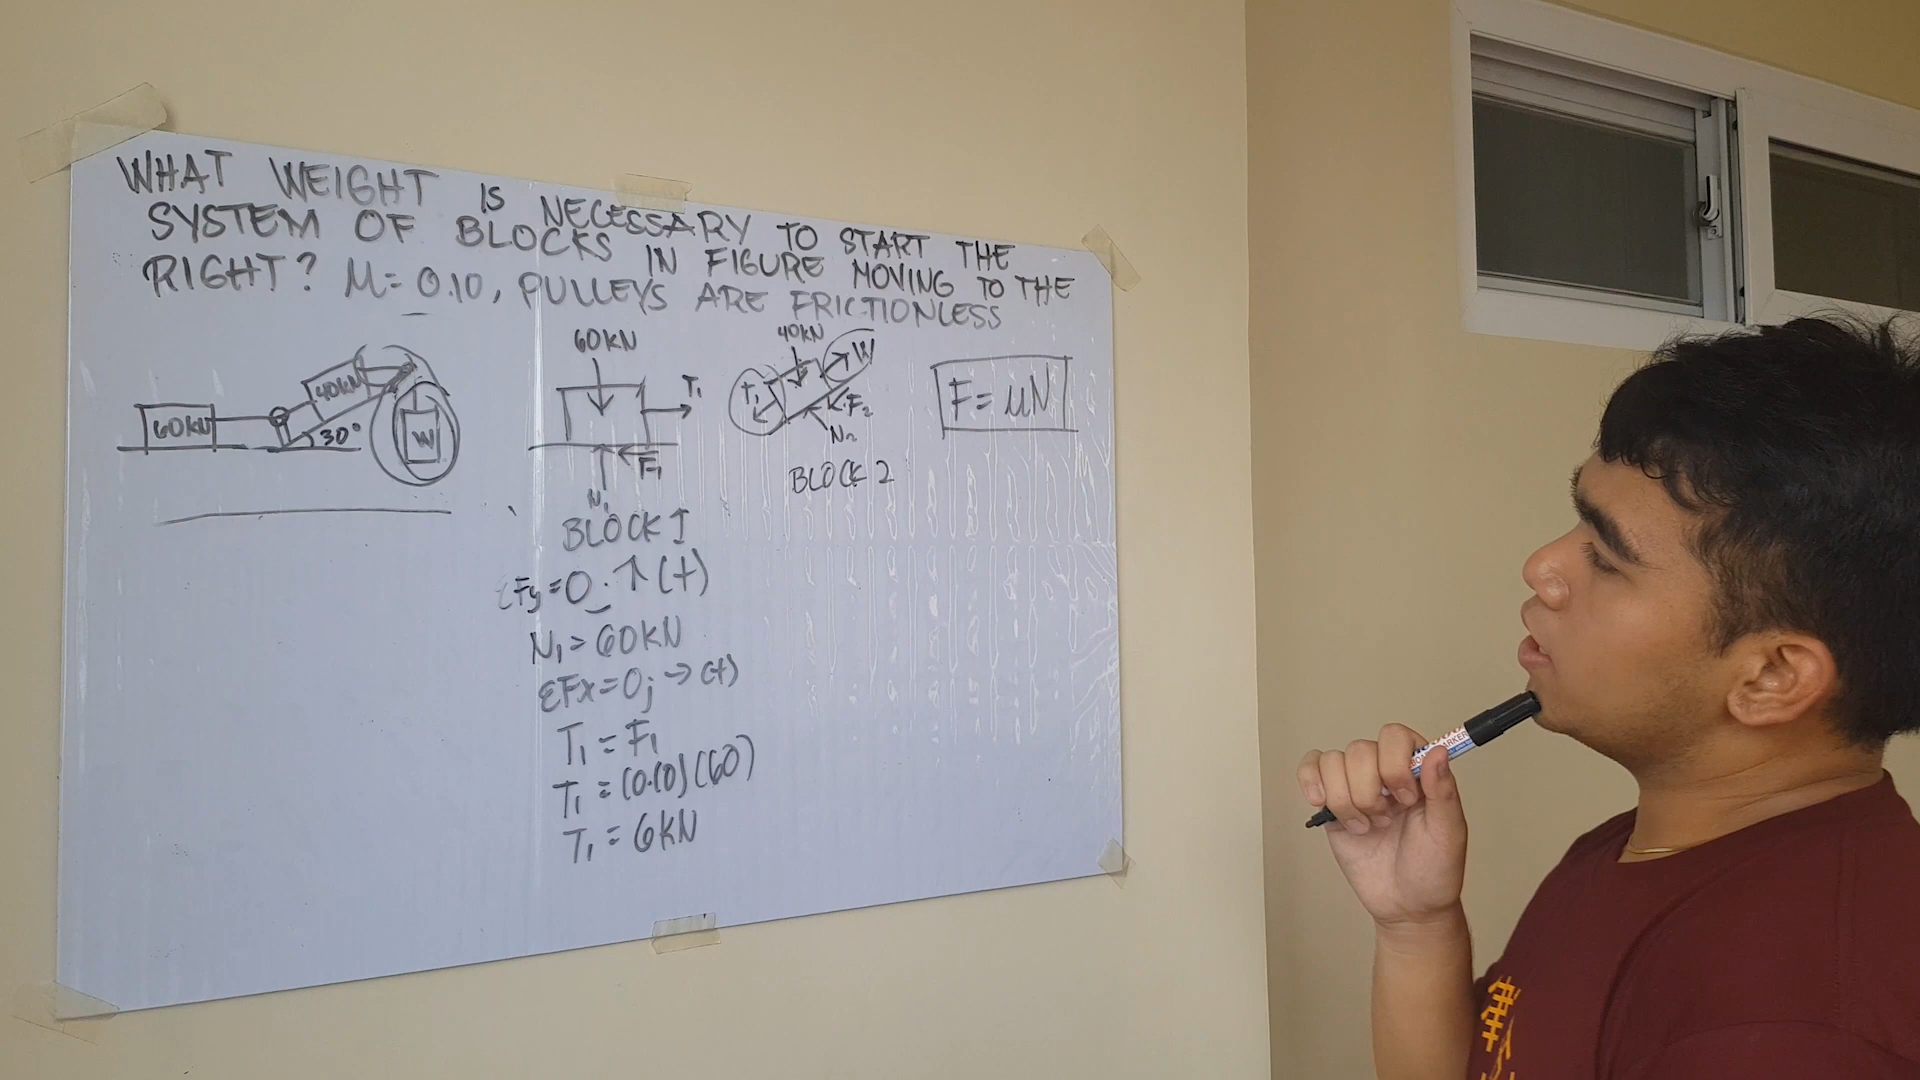 WHAT WEIGHT IS NECESSARY TO START THE
SYSTEM OF BLOCKS IN FIGURE MOVING TO THE
RIGHT? M= 0.10, PULLEYS ARE FRICTIONLESS
60KN
40KN
30°
W
60KN
T₁
F₁
N₁
BLOCK I
40KN
W
T₁
F₂
N₂
BLOCK 2
F= μN
ΣFy=0; ↑(+)
N₁= 60KN
ΣFx=0; →(+)
T₁ = F₁
T₁ = (0.10)(60)
T₁ = 6KN
MARKER